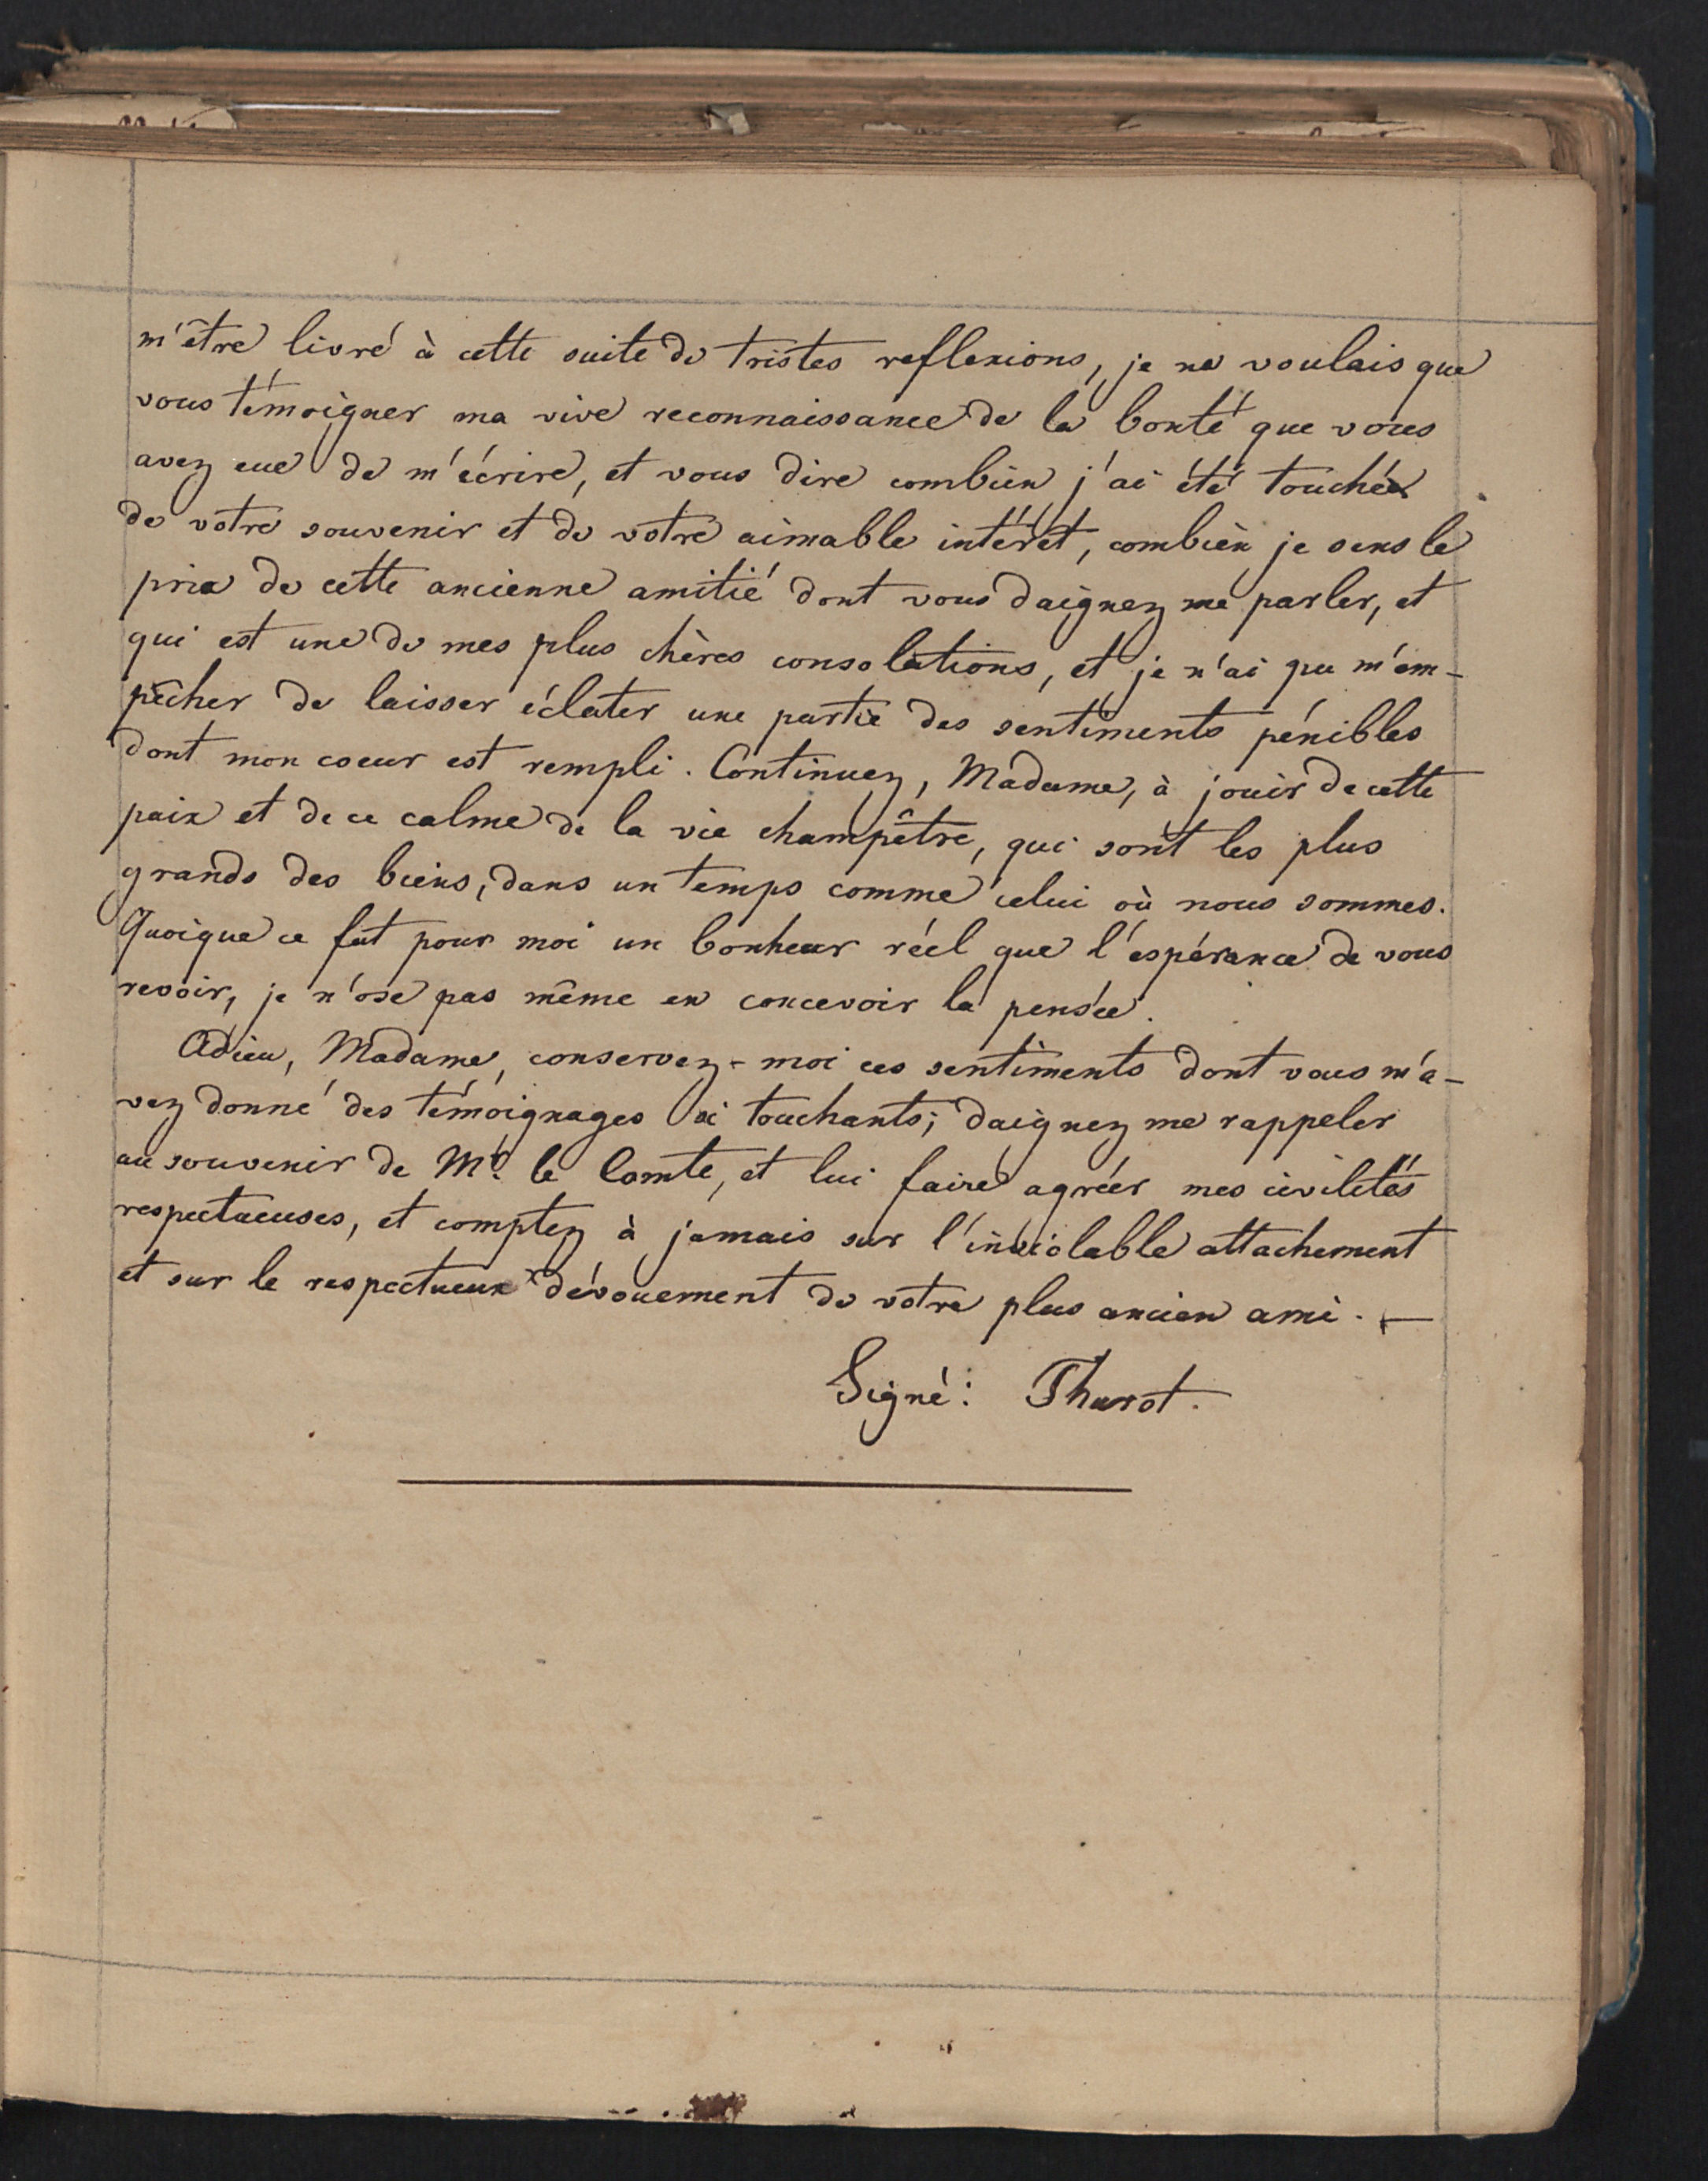 m'être livré à cette suite de tristes reflexions, je ne voulais que
vous témoigner ma vive reconnaissance de la bonté que vous
avez eue de m'écrire, et vous dire combien j'ai été touché
de votre souvenir et de votre aimable intérêt, combien je sens le
prix de cette ancienne amitié dont vous daignez me parler, et
qui est une de mes plus chères consolations, et je n'ai pu m'em-
pêcher de laisser éclater une partie des sentiments pénibles
dont mon coeur est rempli. Continuez, Madame, à jouir de cette
paix et de ce calme de la vie champêtre, qui sont les plus
grands des biens, dans un temps comme celui où nous sommes.
Quoique ce fut pour moi un bonheur réel que l'espérance de vous
revoir, je n'ose pas même en concevoir la pensée.
Adieu, Madame, conservez-moi ces sentiments dont vous m'a-
vez donné des témoignages si touchants; daignez me rappeler
au souvenir de Mr. le Comte, et lui faire agréer mes civilités
respectueuses, et comptez à jamais sur l'inviolable attachement
et sur le respectueux dévouement de votre plus ancien ami.
Signé: Thurot.